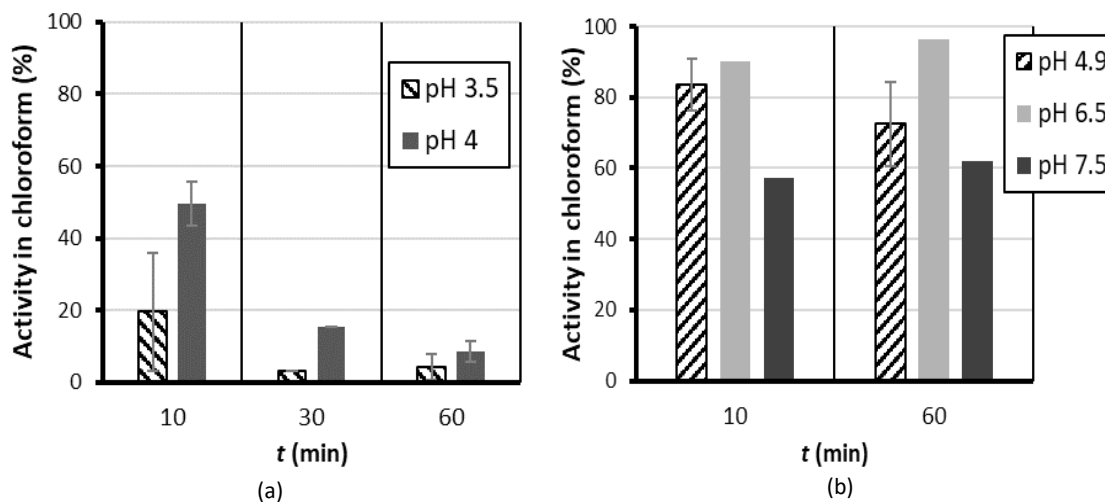 100
80
60
40
20
0
Activity in chloroform (%)
pH 3.5
pH 4
10 30 60
t (min)
(a)
100
80
60
40
20
0
Activity in chloroform (%)
pH 4.9
pH 6.5
pH 7.5
10 60
t (min)
(b)